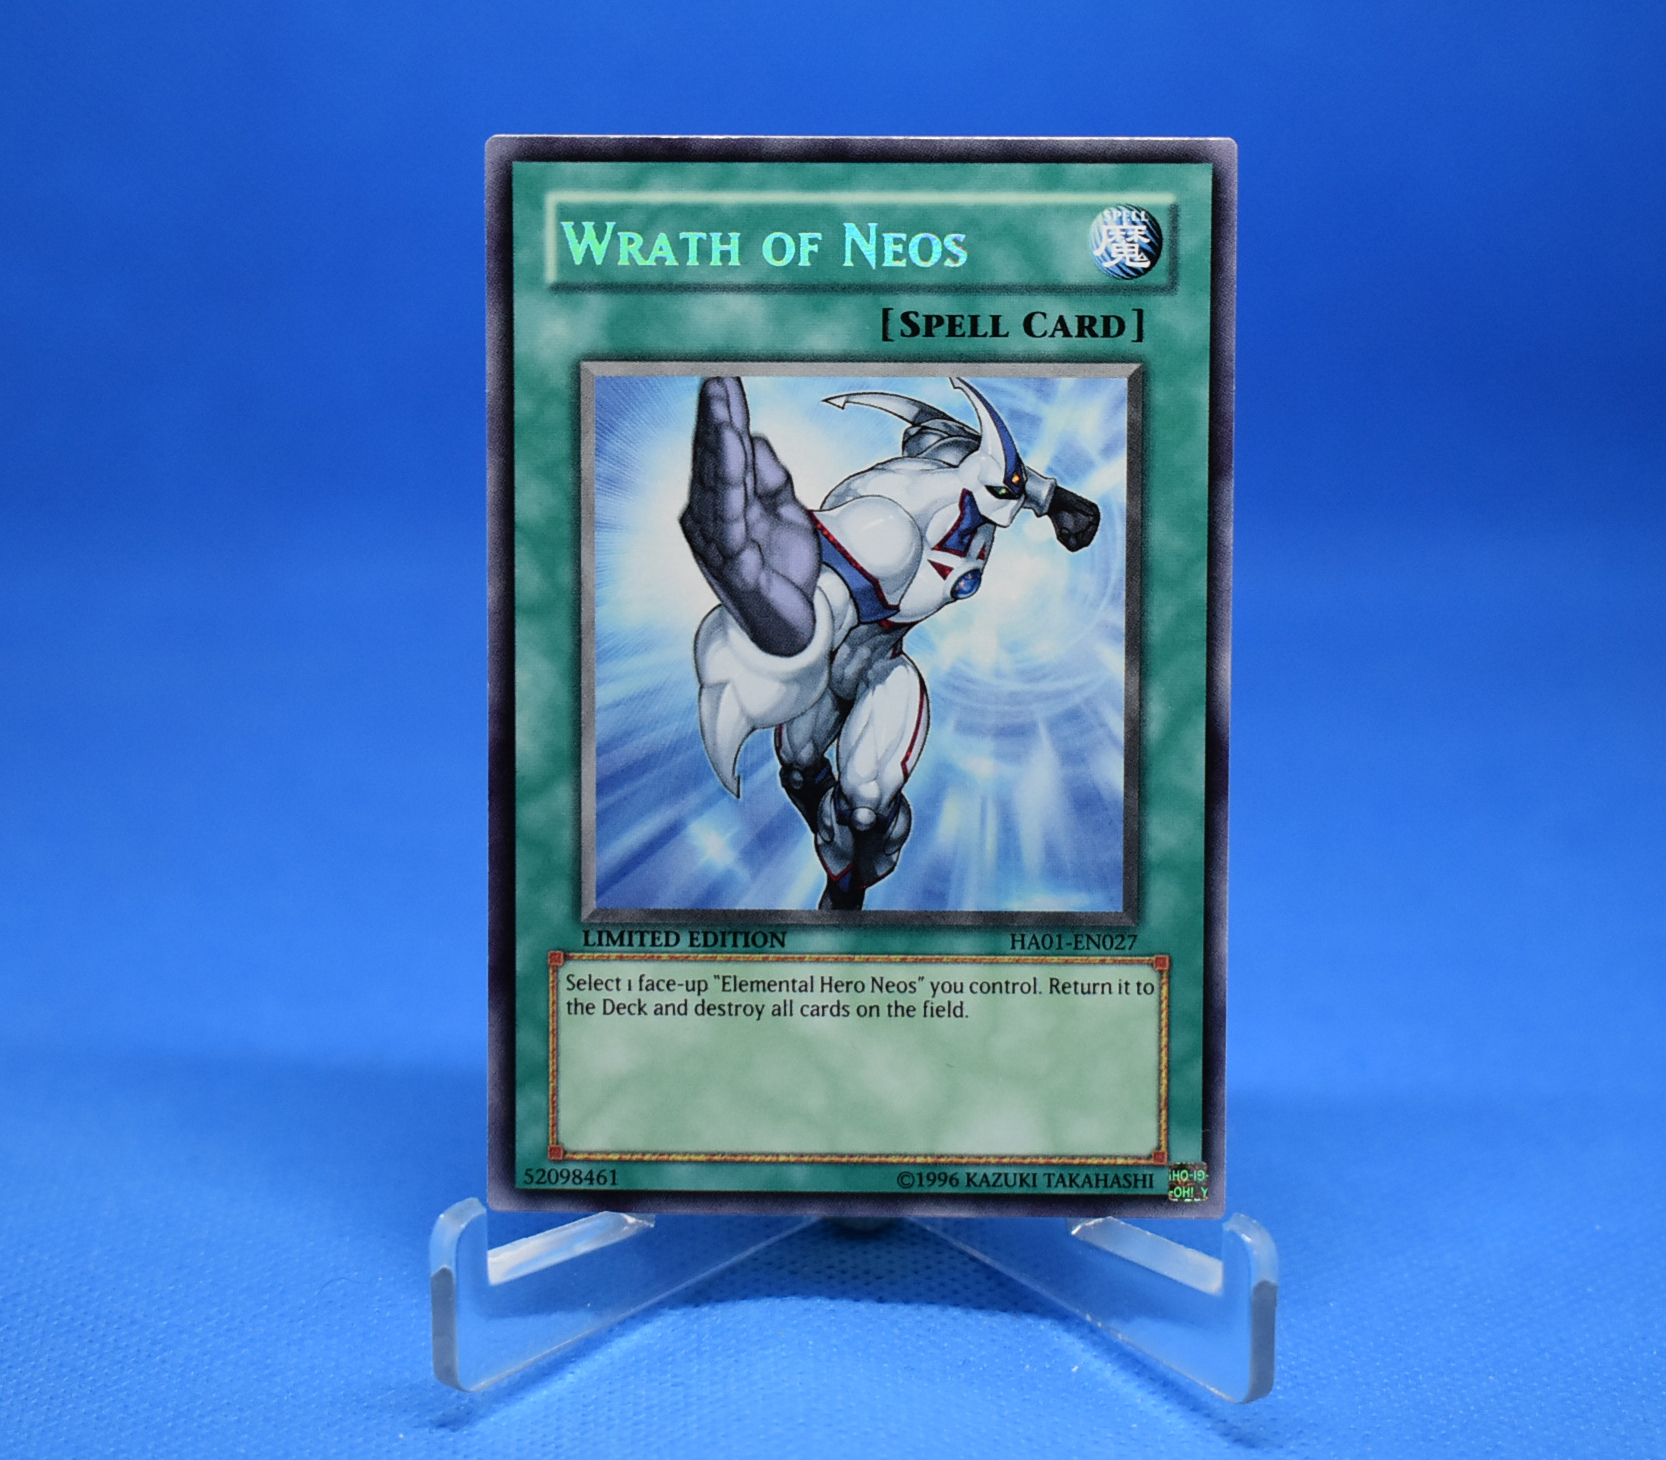 Wrath of Neos
SPELL
魔
[Spell Card]
LIMITED EDITION
HA01-EN027
Select 1 face-up "Elemental Hero Neos" you control. Return it to
the Deck and destroy all cards on the field.
52098461
©1996 KAZUKI TAKAHASHI